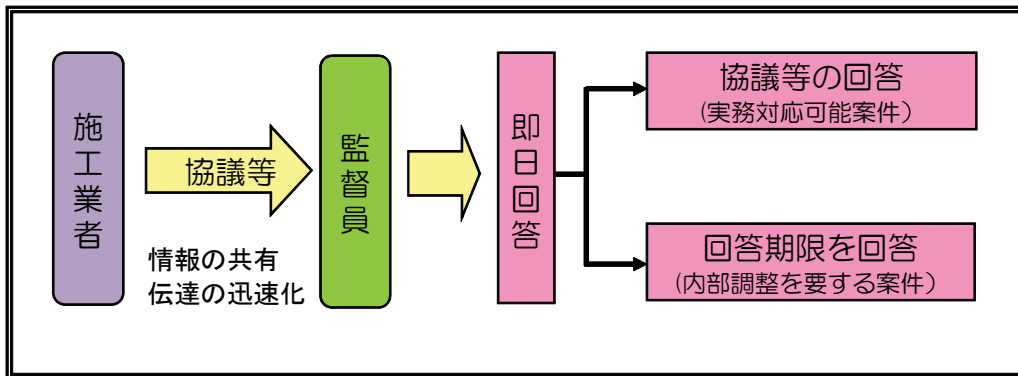 施工業者
協議等
情報の共有
伝達の迅速化
監督員
即日回答
協議等の回答
(実務対応可能案件)
回答期限を回答
(内部調整を要する案件)